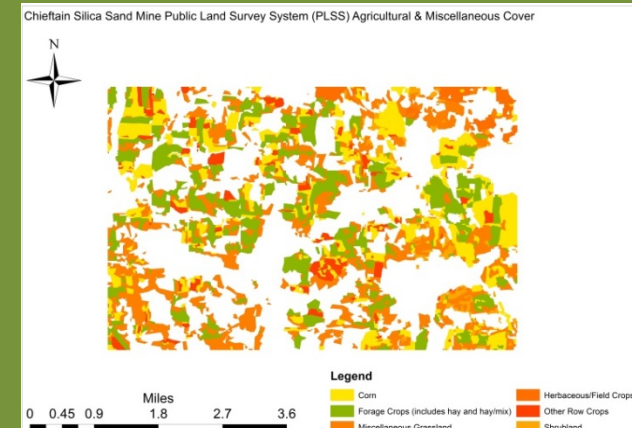 Chieftain Silica Sand Mine Public Land Survey System (PLSS) Agricultural & Miscellaneous Cover
N
Legend
Corn
Herbaceous/Field Crops
Forage Crops (includes hay and hay/mix)
Other Row Crops
Miscellaneous Grassland
Shrubland
Miles
0 0.45 0.9 1.8 2.7 3.6